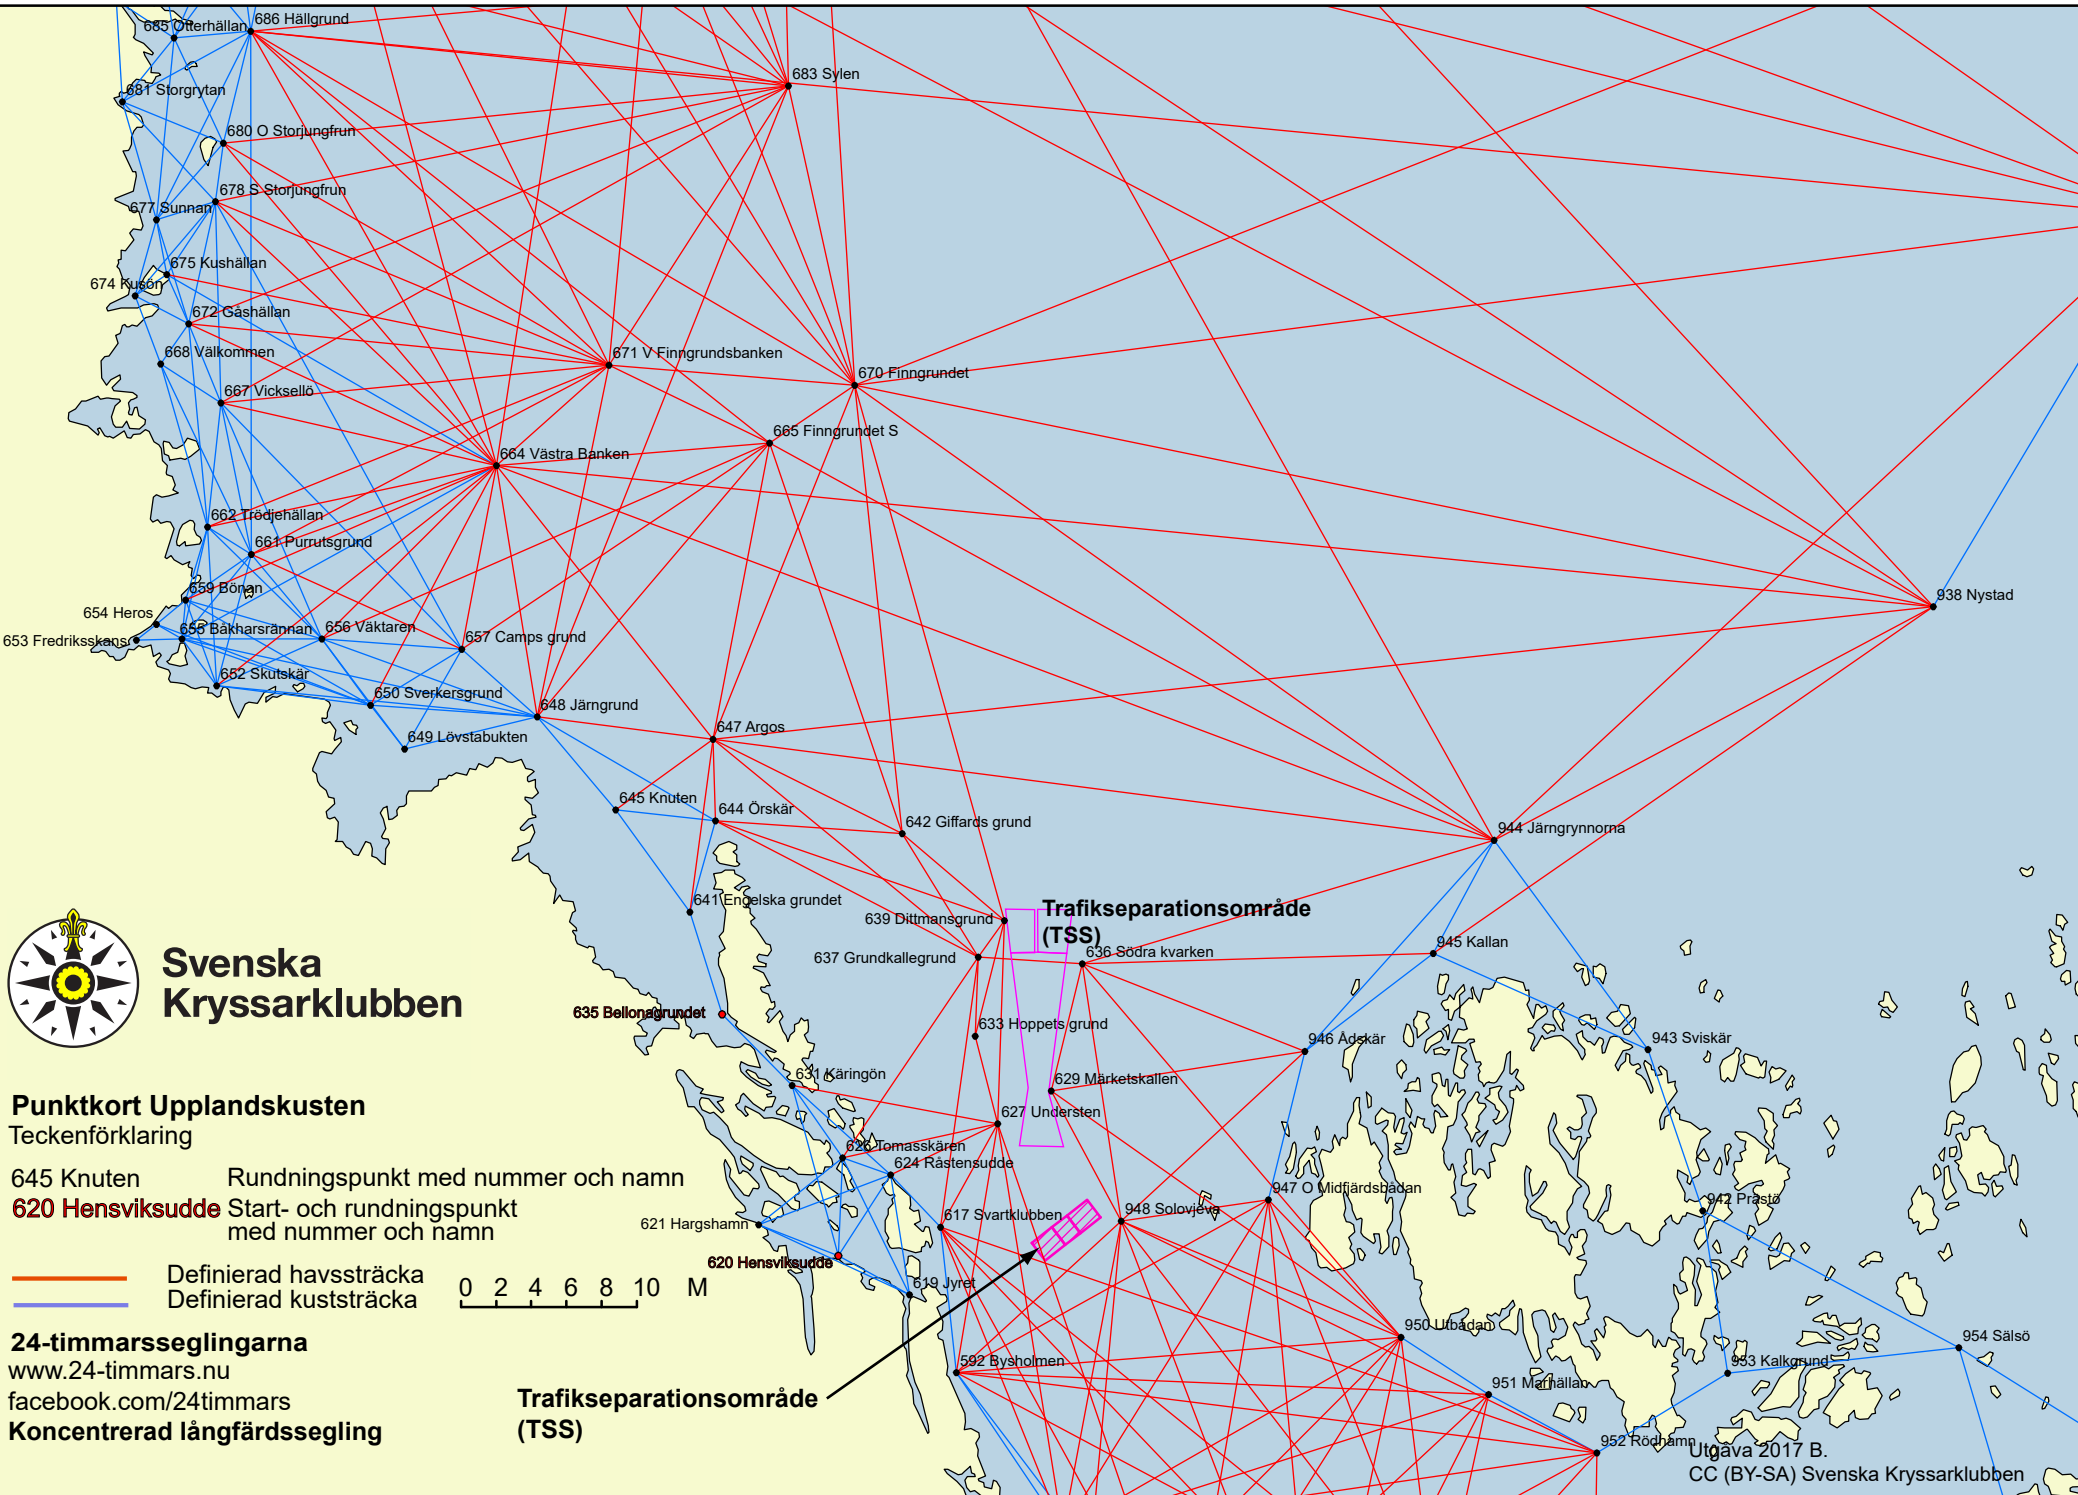 686 Hällgrund
685 Otterhällan
683 Sylen
681 Storgrytan
680 O Storjungfrun
678 S Storjungfrun
677 Sunnan
675 Kushällan
674 Kusön
672 Gåshällan
668 Välkommen
671 V Finngrundsbanken
670 Finngrundet
667 Vicksellö
665 Finngrundet S
664 Västra Banken
662 Trödjehällan
661 Purrutsgrund
659 Bönan
938 Nystad
654 Heros
653 Fredriksskans
655 Båkharsrännan
656 Väktaren
657 Camps grund
652 Skutskär
650 Sverkersgrund
648 Järngrund
649 Lövstabukten
647 Argos
645 Knuten
644 Örskär
642 Giffards grund
944 Järngrynnorna
641 Engelska grundet
639 Dittmansgrund
Trafikseparationsområde
(TSS)
637 Grundkallegrund
636 Södra kvarken
945 Kallan
Svenska
Kryssarklubben
635 Bellonagrundet
633 Hoppets grund
946 Ådskär
943 Sviskär
631 Käringön
629 Märketskallen
627 Understen
626 Tomasskären
624 Råstensudde
Punktkort Upplandskusten
Teckenförklaring
645 Knuten Rundningspunkt med nummer och namn
620 Hensviksudde Start- och rundningspunkt
med nummer och namn
Definierad havssträcka
Definierad kuststräcka
0 2 4 6 8 10 M
621 Hargshamn
617 Svartklubben
948 Solovjeva
947 O Midfjärdsbådan
942 Prästö
620 Hensviksudde
619 Jyret
24-timmarsseglingarna
www.24-timmars.nu
facebook.com/24timmars
Koncentrerad långfärdssegling
592 Bysholmen
950 Utbådan
954 Sälsö
953 Kalkgrund
951 Marhällan
Trafikseparationsområde
(TSS)
952 Rödhamn
Utgåva 2017 B.
CC (BY-SA) Svenska Kryssarklubben